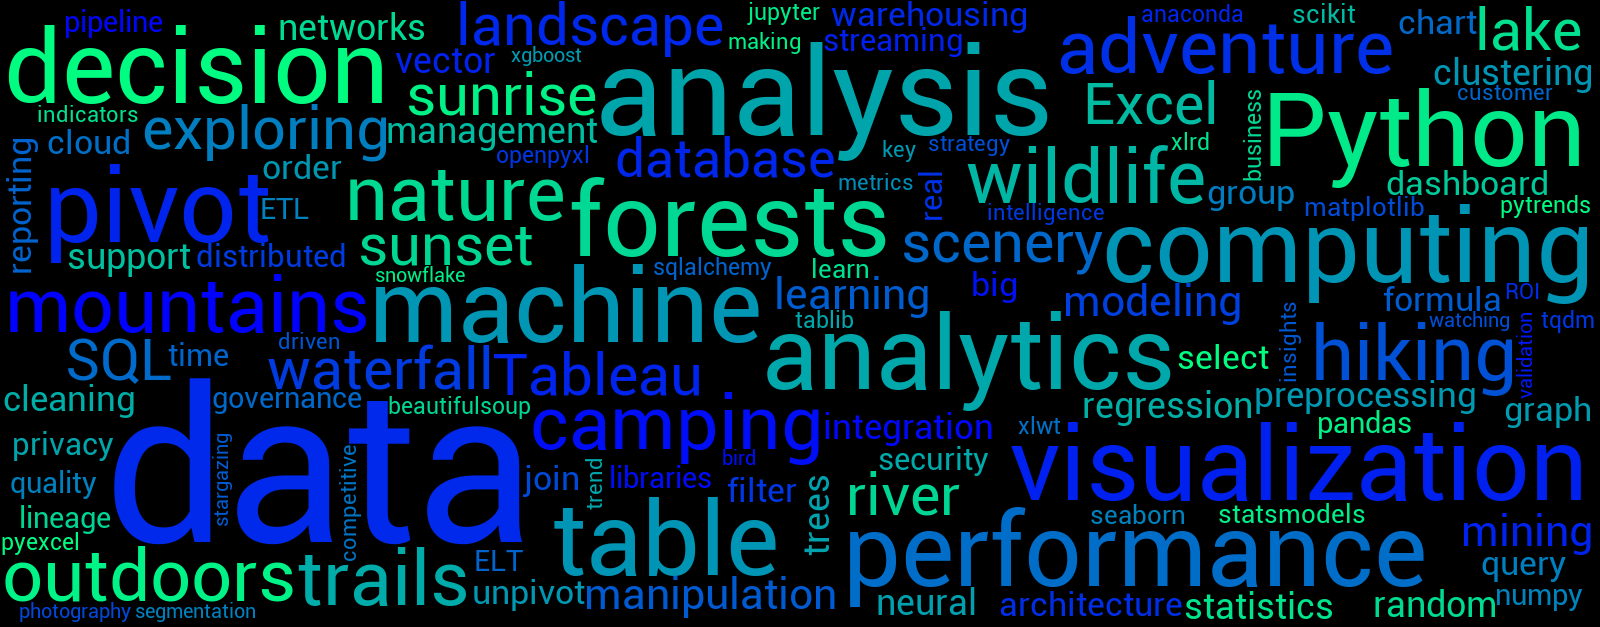 pipeline
networks
landscape
jupyter
warehousing
anaconda
scikit
chart
lake
decision
vector
xgboost
making
streaming
adventure
clustering
sunrise
analysis
Excel
customer
indicators
cloud
exploring
management
openpyxl
database
key
strategy
xlrd
business
Python
reporting
order
nature
metrics
real
wildlife
group
dashboard
pivot
ETL
forests
intelligence
matplotlib
pytrends
support
distributed
sunset
scenery
computing
snowflake
sqlalchemy
learn
mountains
machine
learning
big
modeling
formula
ROI
tablib
watching
tqdm
SQL
time
driven
analytics
select
insights
hiking
validation
waterfall
Tableau
cleaning
governance
beautifulsoup
camping
integration
xlwt
regression
preprocessing
graph
pandas
privacy
data
stargazing
competitive
bird
security
visualization
quality
join
trend
libraries
filter
trees
river
lineage
table
seaborn
statsmodels
mining
pyexcel
performance
outdoors
trails
ELT
query
unpivot
manipulation
neural
architecture
statistics
random
numpy
photography
segmentation